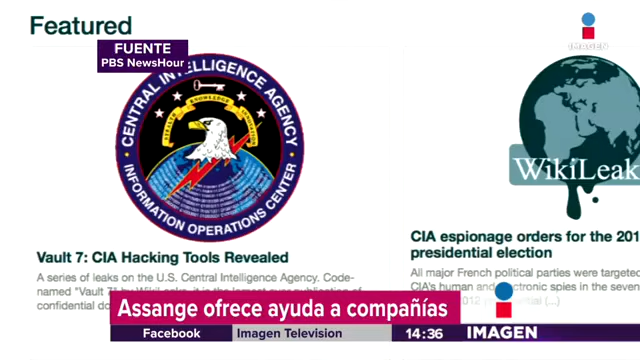 Featured
FUENTE
PBS NewsHour
IMAGEN
CENTRAL INTELLIGENCE AGENCY
INFORMATION OPERATIONS CENTER
WikiLeak
Vault 7: CIA Hacking Tools Revealed
A series of leaks on the U.S. Central Intelligence Agency. Code-
named "Vault 7" by WikiLeaks, it is the largest ever publication of
confidential do
CIA espionage orders for the 201
presidential election
All major French political parties were targeted
CIA's human and electronic spies in the seven
2012 (...)
Assange ofrece ayuda a compañías
Facebook Imagen Television 14:36 IMAGEN